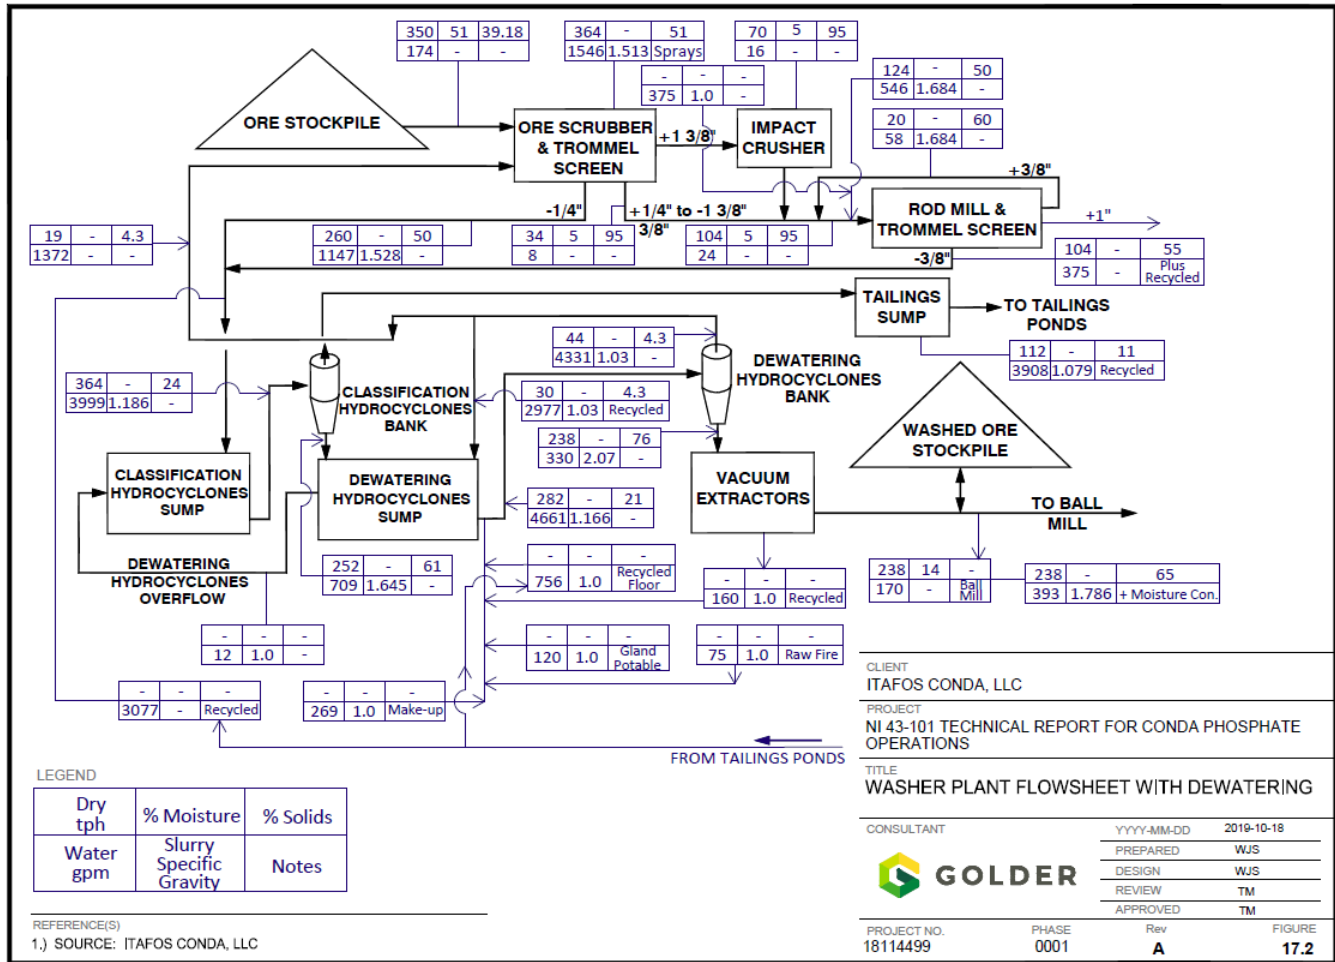 350 51 39.18
174 - -
364 - 51
1546 1.513 Sprays
70 5 95
16 - -
- - -
375 1.0 -
124 - 50
546 1.684 -
20 - 60
58 1.684 -
ORE STOCKPILE
ORE SCRUBBER
& TROMMEL
SCREEN
+1 3/8"
IMPACT
CRUSHER
+3/8"
ROD MILL &
TROMMEL SCREEN
+1"
-1/4"
+1/4" to -1 3/8"
3/8"
-3/8"
19 - 4.3
1372 - -
260 - 50
1147 1.528 -
34 5 95
8 - -
104 5 95
24 - -
104 - 55
375 - Plus
Recycled
TAILINGS
SUMP
TO TAILINGS
PONDS
112 - 11
3908 1.079 Recycled
44 - 4.3
4331 1.03 -
DEWATERING
HYDROCYCLONES
BANK
364 - 24
3999 1.186 -
CLASSIFICATION
HYDROCYCLONES
BANK
30 - 4.3
2977 1.03 Recycled
238 - 76
330 2.07 -
WASHED ORE
STOCKPILE
CLASSIFICATION
HYDROCYCLONES
SUMP
DEWATERING
HYDROCYCLONES
SUMP
VACUUM
EXTRACTORS
282 - 21
4661 1.166 -
TO BALL
MILL
DEWATERING
HYDROCYCLONES
OVERFLOW
252 - 61
709 1.645 -
- - -
756 1.0 Recycled
Floor
- - -
160 1.0 Recycled
238 14 -
170 - Ball
Mill
238 - 65
393 1.786 + Moisture Con.
- - -
12 1.0 -
- - -
120 1.0 Gland
Potable
- - -
75 1.0 Raw Fire
- - -
3077 - Recycled
- - -
269 1.0 Make-up
FROM TAILINGS PONDS
LEGEND
Dry
tph
% Moisture
% Solids
Water
gpm
Slurry
Specific
Gravity
Notes
REFERENCE(S)
1.) SOURCE: ITAFOS CONDA, LLC
CLIENT
ITAFOS CONDA, LLC
PROJECT
NI 43-101 TECHNICAL REPORT FOR CONDA PHOSPHATE
OPERATIONS
TITLE
WASHER PLANT FLOWSHEET WITH DEWATERING
CONSULTANT
GOLDER
YYYY-MM-DD 2019-10-18
PREPARED WJS
DESIGN WJS
REVIEW TM
APPROVED TM
PROJECT NO. PHASE Rev FIGURE
18114499 0001 A 17.2